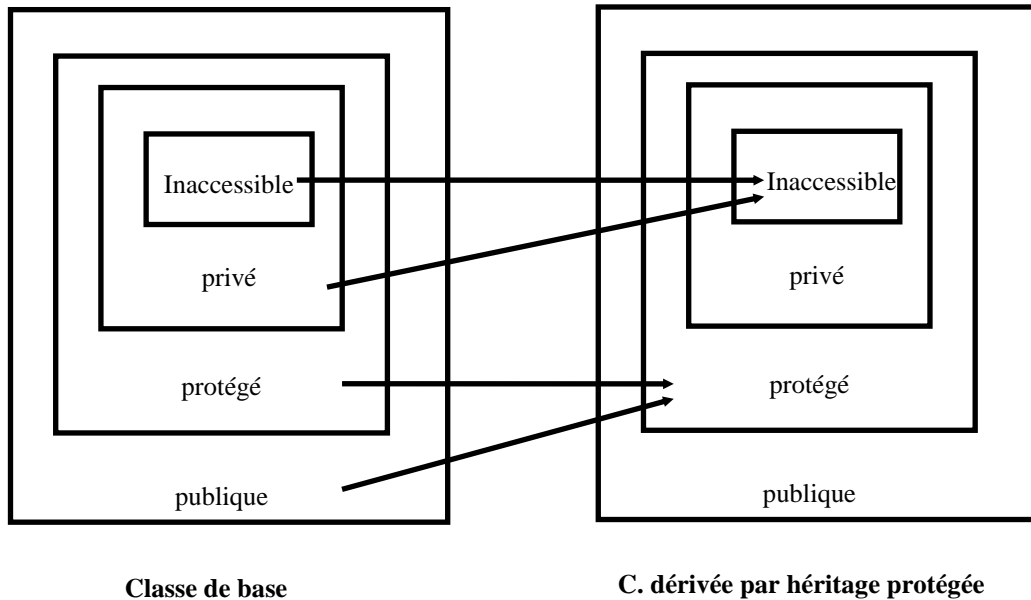 Inaccessible
privé
protégé
publique
Classe de base
Inaccessible
privé
protégé
publique
C. dérivée par héritage protégée